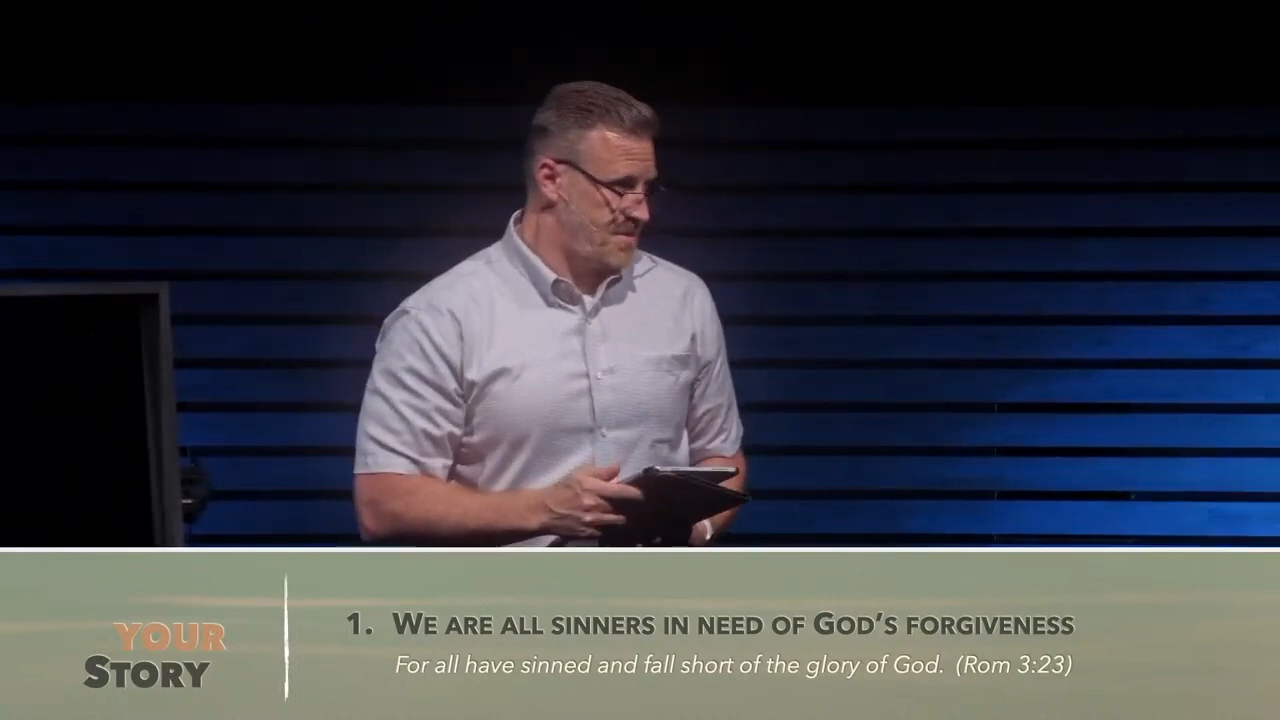 YOUR
STORY
1. WE ARE ALL SINNERS IN NEED OF GOD'S FORGIVENESS
For all have sinned and fall short of the glory of God. (Rom 3:23)